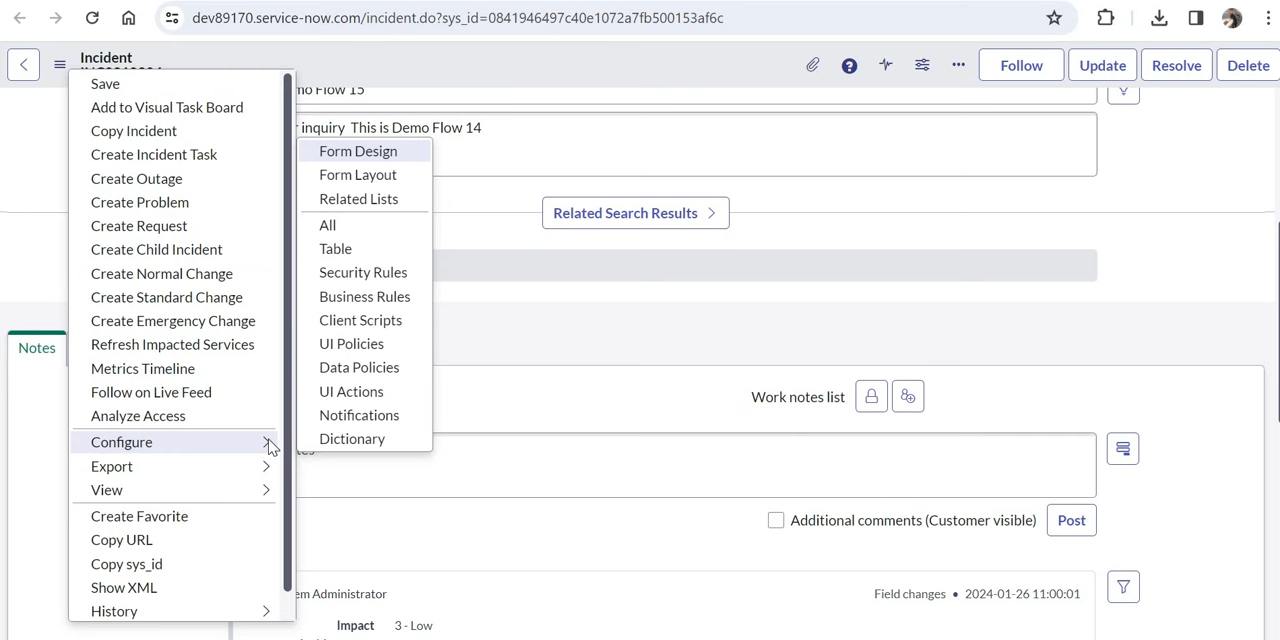 dev89170.service-now.com/incident.do?sys_id=0841946497c40e1072a7fb500153af6c
Incident
Follow
Update
Resolve
Delete
Save
Add to Visual Task Board
Copy Incident
Create Incident Task
Create Outage
Create Problem
Create Request
Create Child Incident
Create Normal Change
Create Standard Change
Create Emergency Change
Refresh Impacted Services
Metrics Timeline
Follow on Live Feed
Analyze Access
Configure
Export
View
Create Favorite
Copy URL
Copy sys_id
Show XML
History
Form Design
Form Layout
Related Lists
All
Table
Security Rules
Business Rules
Client Scripts
UI Policies
Data Policies
UI Actions
Notifications
Dictionary
mo Flow 15
r inquiry This is Demo Flow 14
Related Search Results
Notes
Work notes list
Additional comments (Customer visible)
Post
em Administrator
Field changes • 2024-01-26 11:00:01
Impact 3 - Low